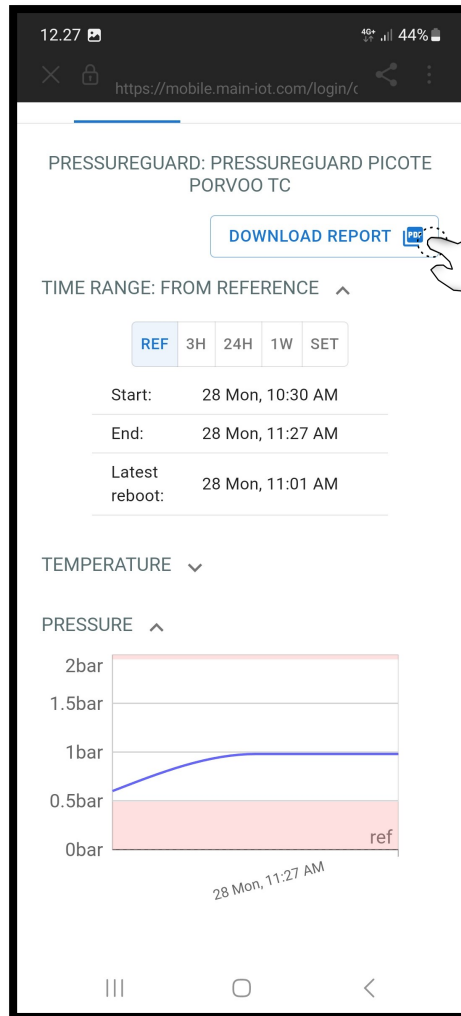 12.27 4G+ 44%
https://mobile.main-iot.com/login/c
PRESSUREGUARD: PRESSUREGUARD PICOTE
PORVOO TC
DOWNLOAD REPORT PDF
TIME RANGE: FROM REFERENCE
REF 3H 24H 1W SET
Start: 28 Mon, 10:30 AM
End: 28 Mon, 11:27 AM
Latest
reboot: 28 Mon, 11:01 AM
TEMPERATURE
PRESSURE
2bar
1.5bar
1bar
0.5bar
ref
0bar
28 Mon, 11:27 AM